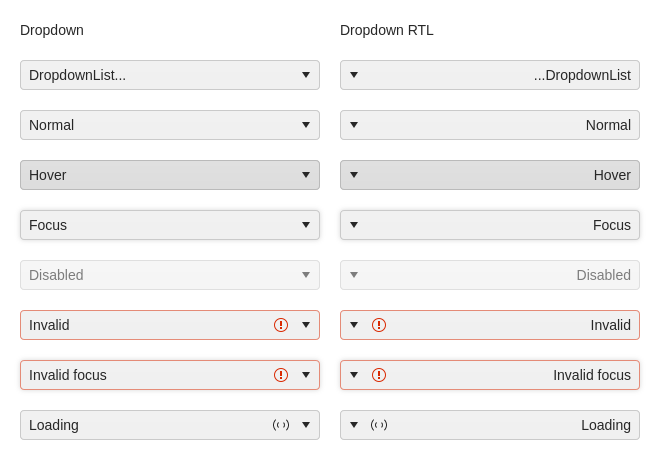 Dropdown
DropdownList...
Normal
Hover
Focus
Disabled
Invalid
Invalid focus
Loading
Dropdown RTL
...DropdownList
Normal
Hover
Focus
Disabled
Invalid
Invalid focus
Loading